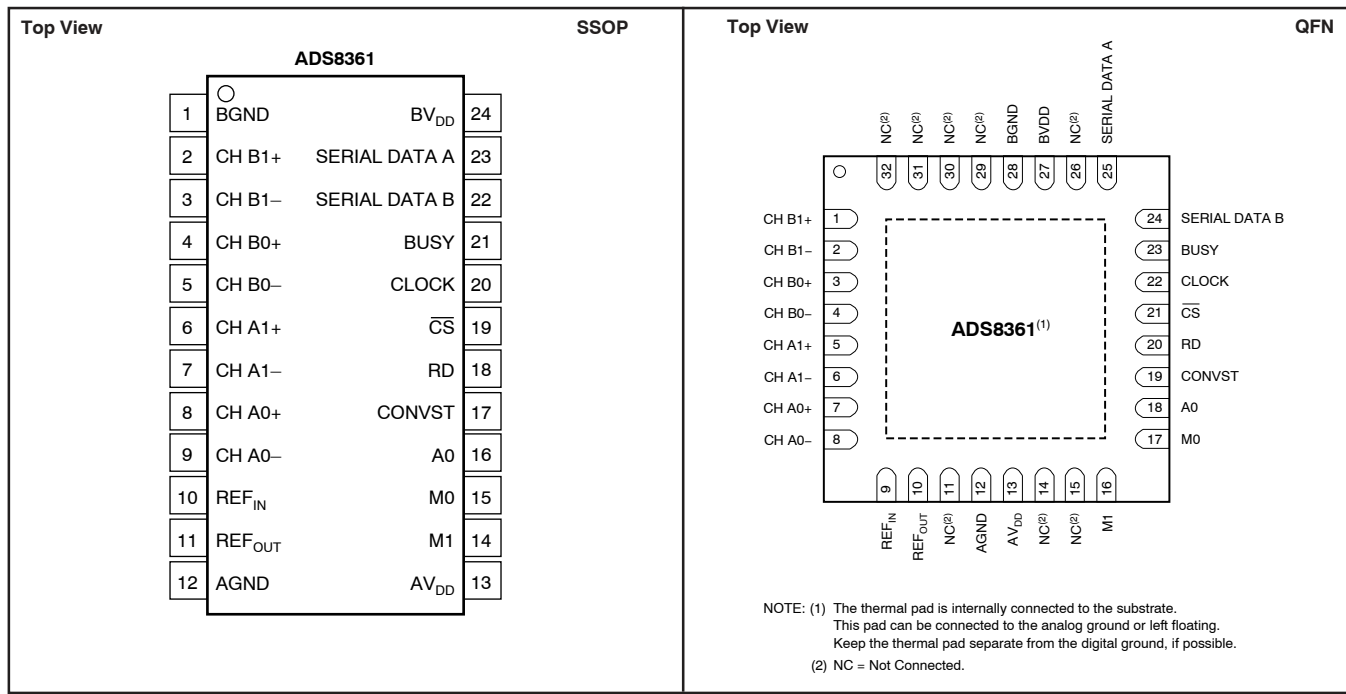 Top View SSOP
ADS8361
1 BGND BV_DD 24
2 CH B1+ SERIAL DATA A 23
3 CH B1− SERIAL DATA B 22
4 CH B0+ BUSY 21
5 CH B0− CLOCK 20
6 CH A1+ C̅S̅ 19
7 CH A1− RD 18
8 CH A0+ CONVST 17
9 CH A0− A0 16
10 REF_IN M0 15
11 REF_OUT M1 14
12 AGND AV_DD 13
Top View QFN
NC(2) NC(2) NC(2) NC(2) BGND BVDD NC(2) SERIAL DATA A
32 31 30 29 28 27 26 25
CH B1+ 1 24 SERIAL DATA B
CH B1− 2 23 BUSY
CH B0+ 3 22 CLOCK
CH B0− 4 21 C̅S̅
ADS8361(1)
CH A1+ 5 20 RD
CH A1− 6 19 CONVST
CH A0+ 7 18 A0
CH A0− 8 17 M0
9 10 11 12 13 14 15 16
REF_IN REF_OUT NC(2) AGND AV_DD NC(2) NC(2) M1
NOTE: (1) The thermal pad is internally connected to the substrate.
This pad can be connected to the analog ground or left floating.
Keep the thermal pad separate from the digital ground, if possible.
(2) NC = Not Connected.